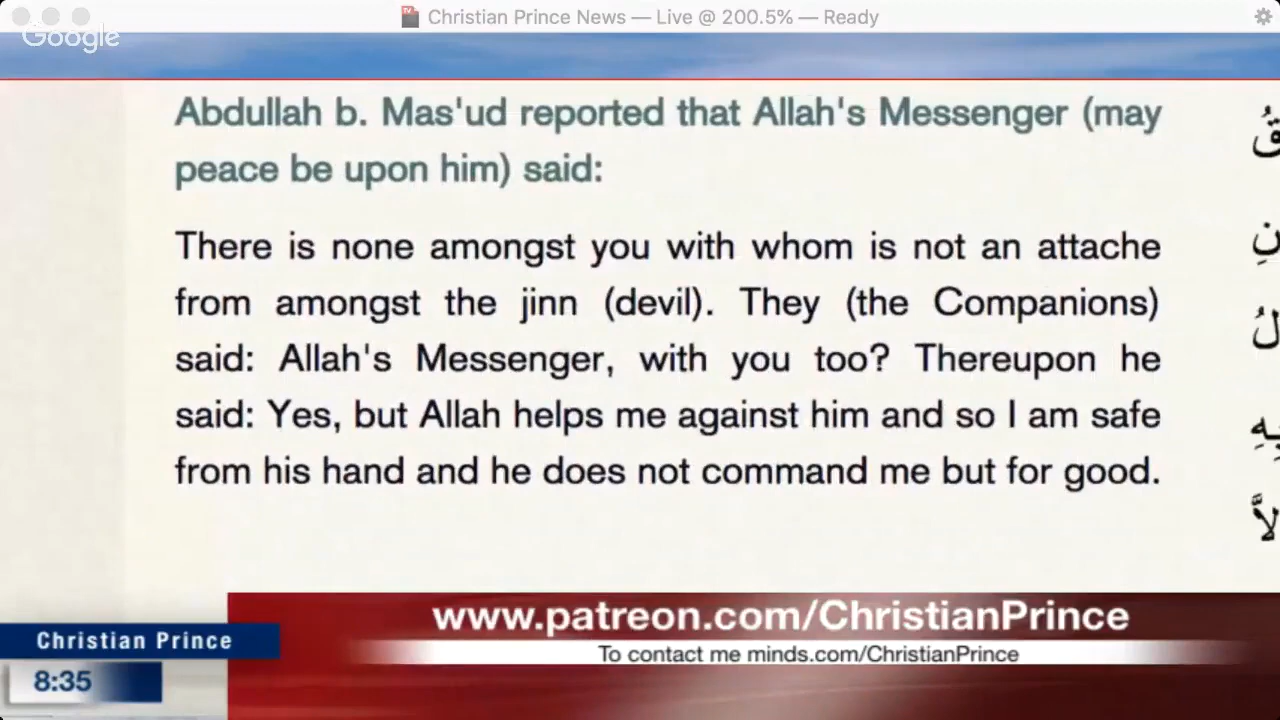 Christian Prince News — Live @ 200.5% — Ready
Google
Abdullah b. Mas'ud reported that Allah's Messenger (may
peace be upon him) said:
There is none amongst you with whom is not an attache
from amongst the jinn (devil). They (the Companions)
said: Allah's Messenger, with you too? Thereupon he
said: Yes, but Allah helps me against him and so I am safe
from his hand and he does not command me but for good.
www.patreon.com/ChristianPrince
Christian Prince
To contact me minds.com/ChristianPrince
8:35